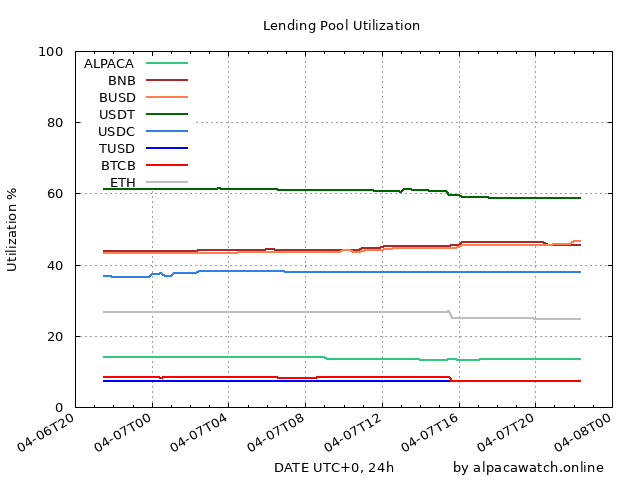 Lending Pool Utilization
100
80
60
40
20
0
Utilization %
ALPACA
BNB
BUSD
USDT
USDC
TUSD
BTCB
ETH
04-06T20
04-07T00
04-07T04
04-07T08
04-07T12
04-07T16
04-07T20
04-08T00
DATE UTC+0, 24h
by alpacawatch.online